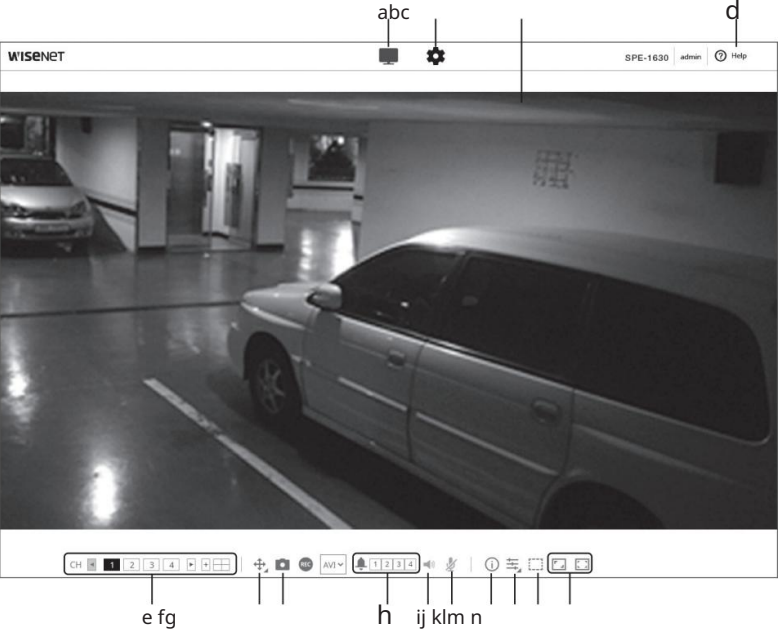 abc d
WISENET SPE-1630 admin ? Help
CH 1 2 3 4 REC AVI 1 2 3 4
e fg h ij klm n